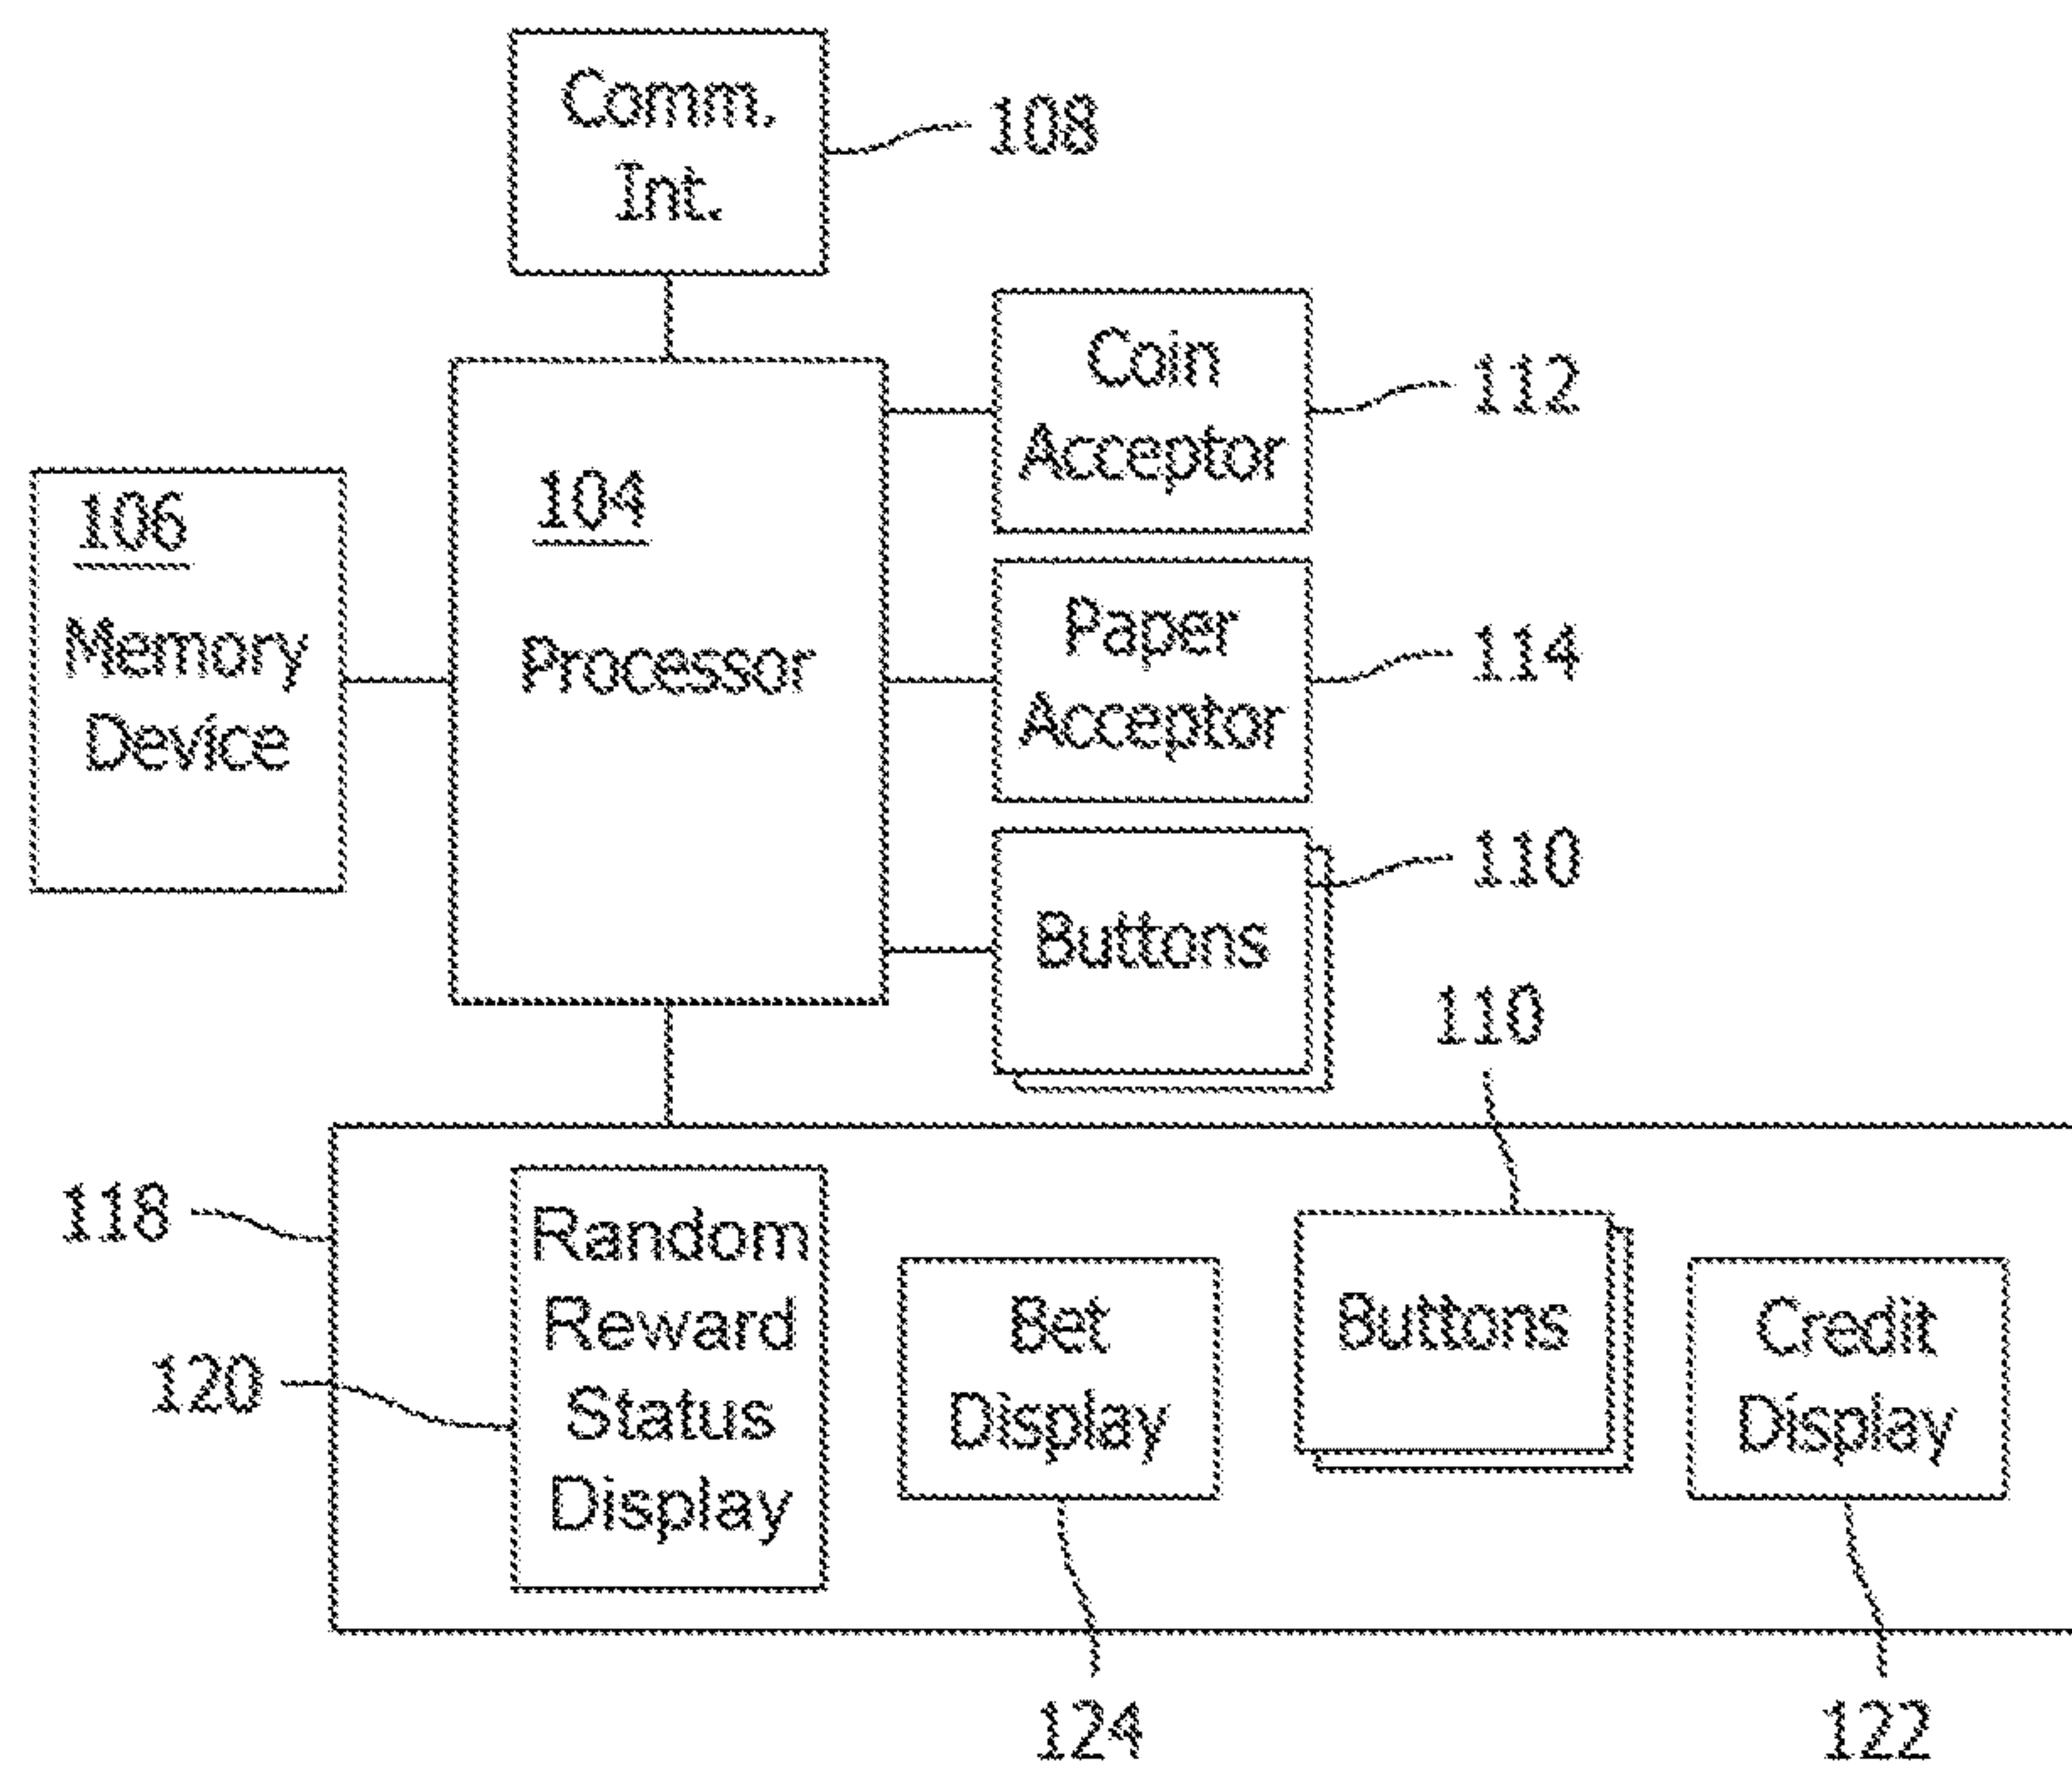 Comm.
Int.
108
Coin
Acceptor
112
106
Memory
Device
104
Processor
Paper
Acceptor
114
Buttons
110
110
118
120
Random
Reward
Status
Display
Bet
Display
Buttons
Credit
Display
124
122